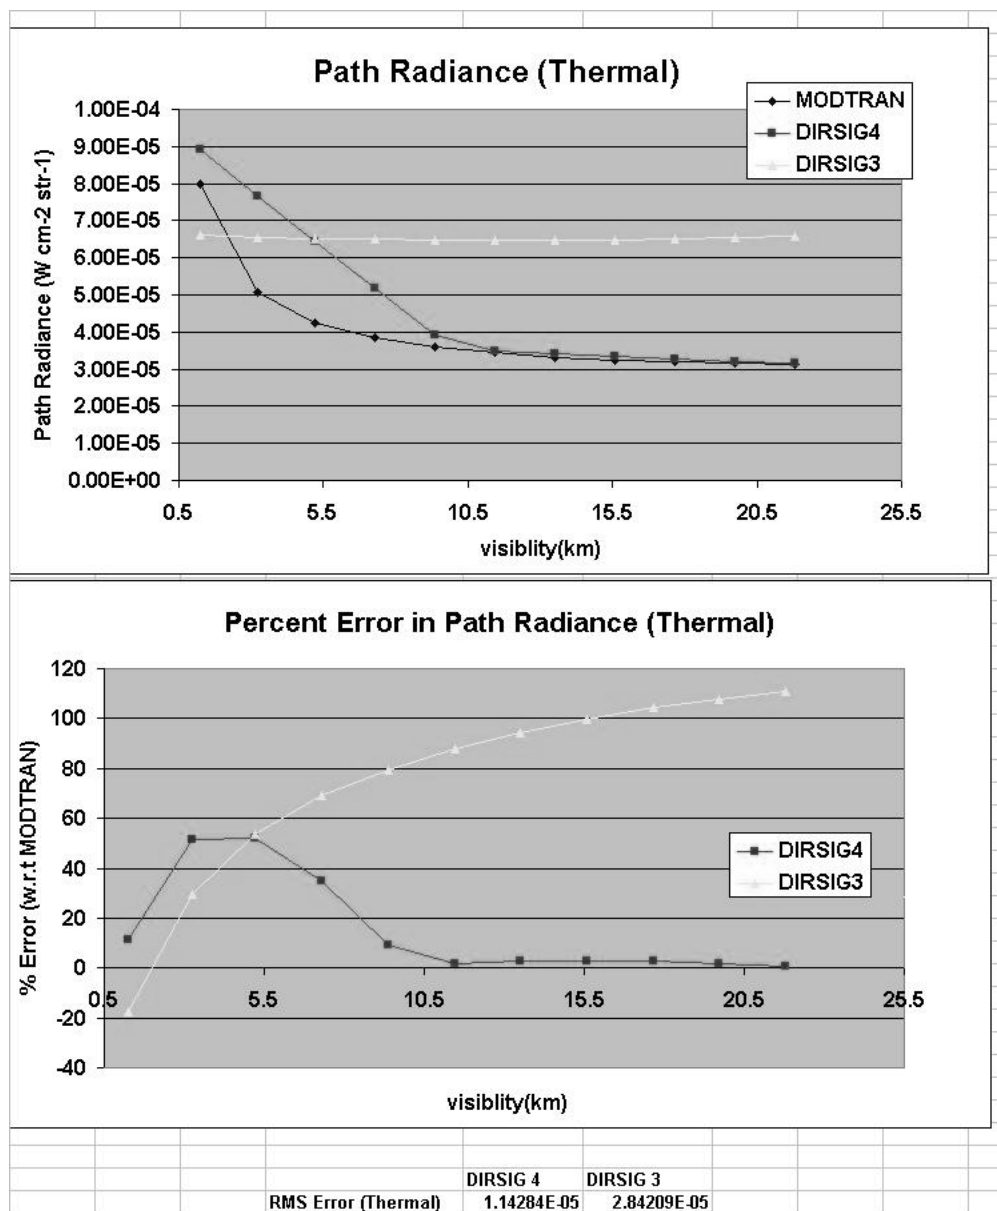 Path Radiance (Thermal)
MODTRAN
DIRSIG4
DIRSIG3
Path Radiance (W cm-2 str-1)
1.00E-04
9.00E-05
8.00E-05
7.00E-05
6.00E-05
5.00E-05
4.00E-05
3.00E-05
2.00E-05
1.00E-05
0.00E+00
0.5 5.5 10.5 15.5 20.5 25.5
visiblity(km)
Percent Error in Path Radiance (Thermal)
% Error (w.r.t MODTRAN)
120
100
80
60
40
20
0
-20
-40
0.5 5.5 10.5 15.5 20.5 25.5
DIRSIG4
DIRSIG3
visiblity(km)
DIRSIG 4 DIRSIG 3
RMS Error (Thermal) 1.14284E-05 2.84209E-05